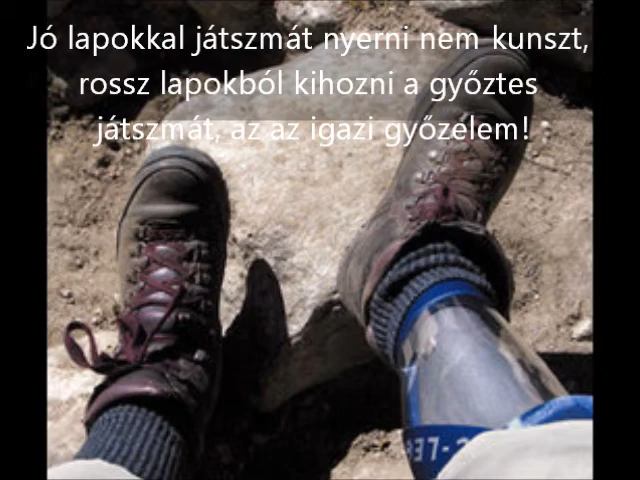 Jó lapokkal játszmát nyerni nem kunszt,
rossz lapokból kihozni a győztes
játszmát, az az igazi győzelem!